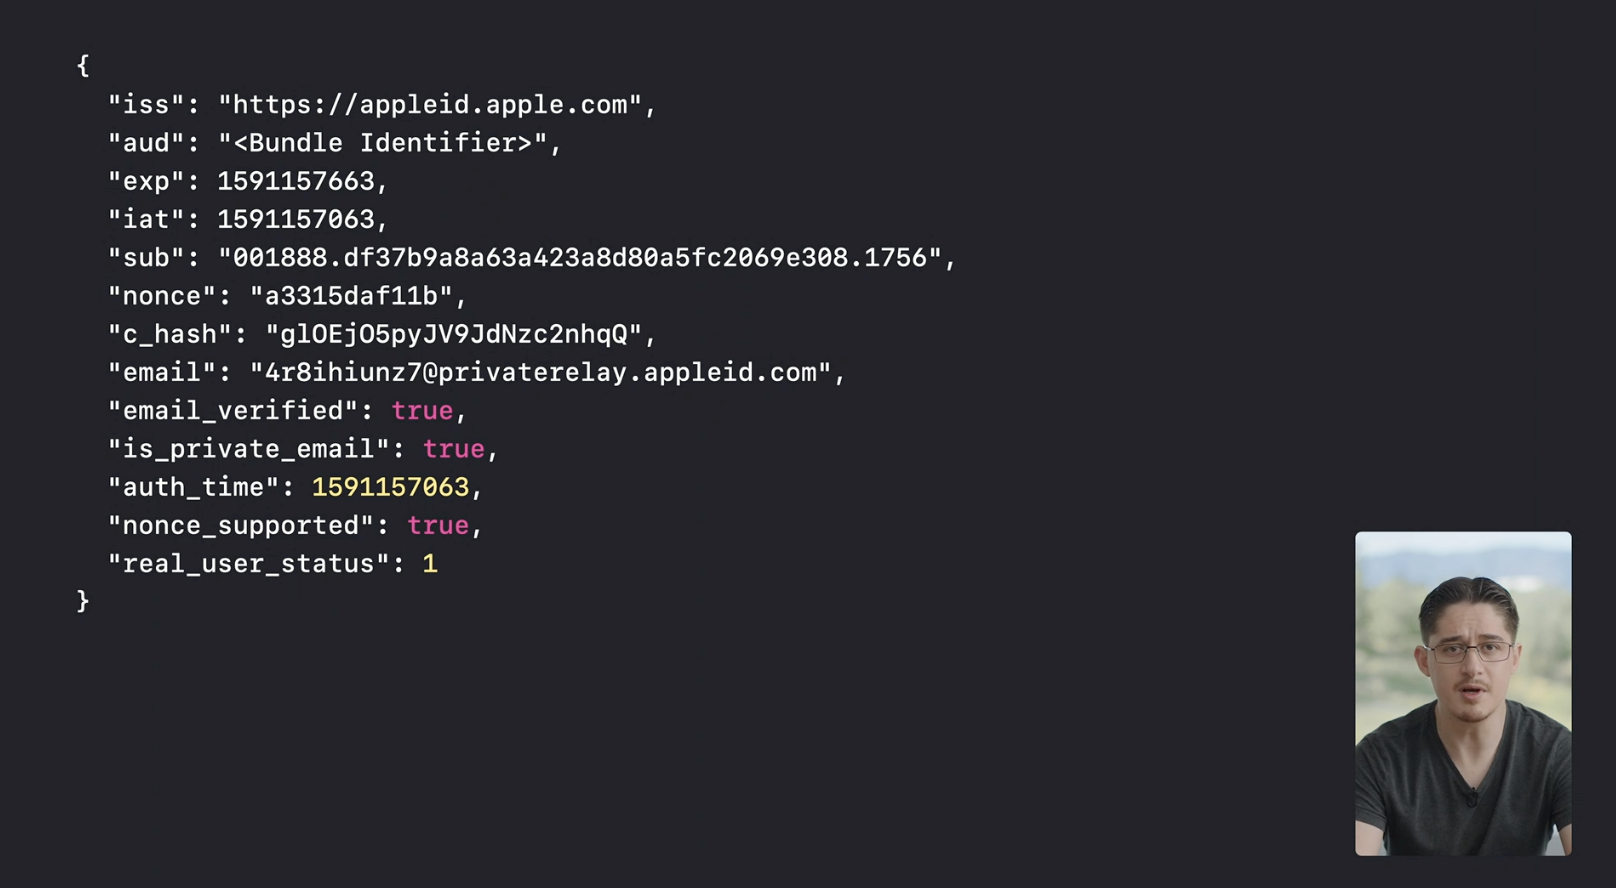 {
"iss": "https://appleid.apple.com",
"aud": "<Bundle Identifier>",
"exp": 1591157663,
"iat": 1591157063,
"sub": "001888.df37b9a8a63a423a8d80a5fc2069e308.1756",
"nonce": "a3315daf11b",
"c_hash": "glOEjO5pyJV9JdNzc2nhqQ",
"email": "4r8ihiunz7@privaterelay.appleid.com",
"email_verified": true,
"is_private_email": true,
"auth_time": 1591157063,
"nonce_supported": true,
"real_user_status": 1
}